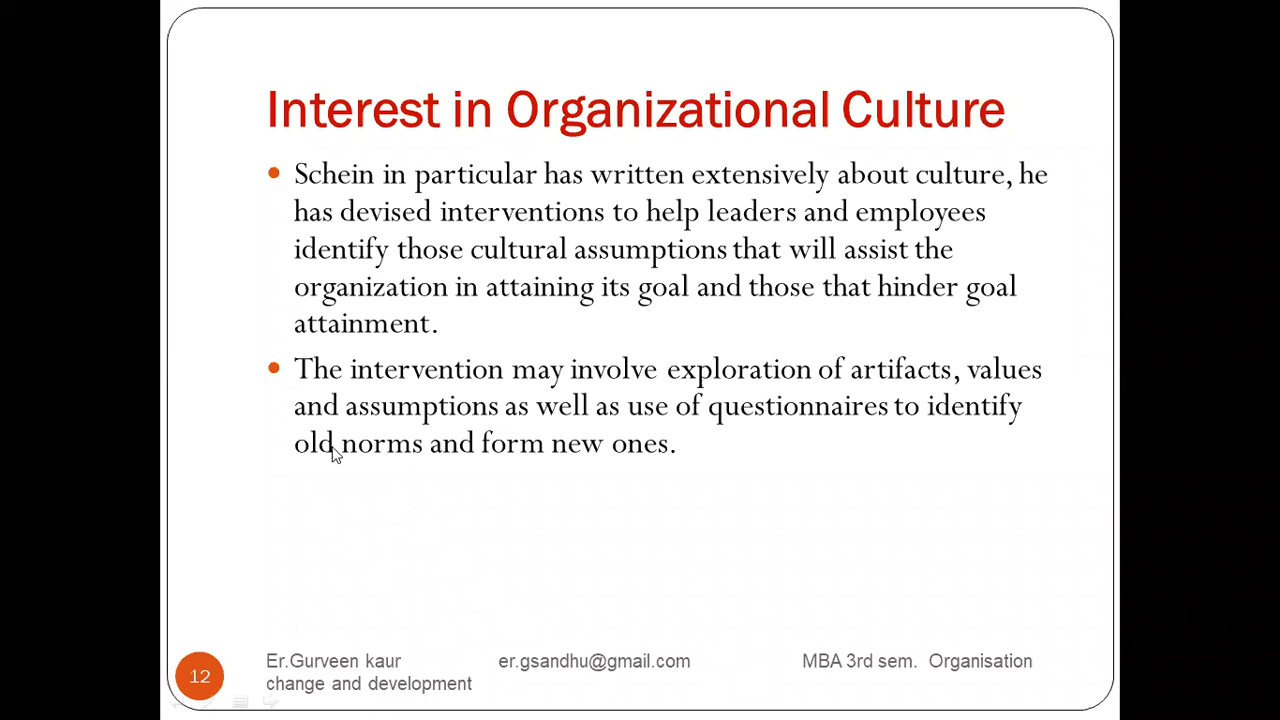 Interest in Organizational Culture
Schein in particular has written extensively about culture, he
has devised interventions to help leaders and employees
identify those cultural assumptions that will assist the
organization in attaining its goal and those that hinder goal
attainment.
The intervention may involve exploration of artifacts, values
and assumptions as well as use of questionnaires to identify
old norms and form new ones.
12
Er.Gurveen kaur er.gsandhu@gmail.com MBA 3rd sem. Organisation
change and development